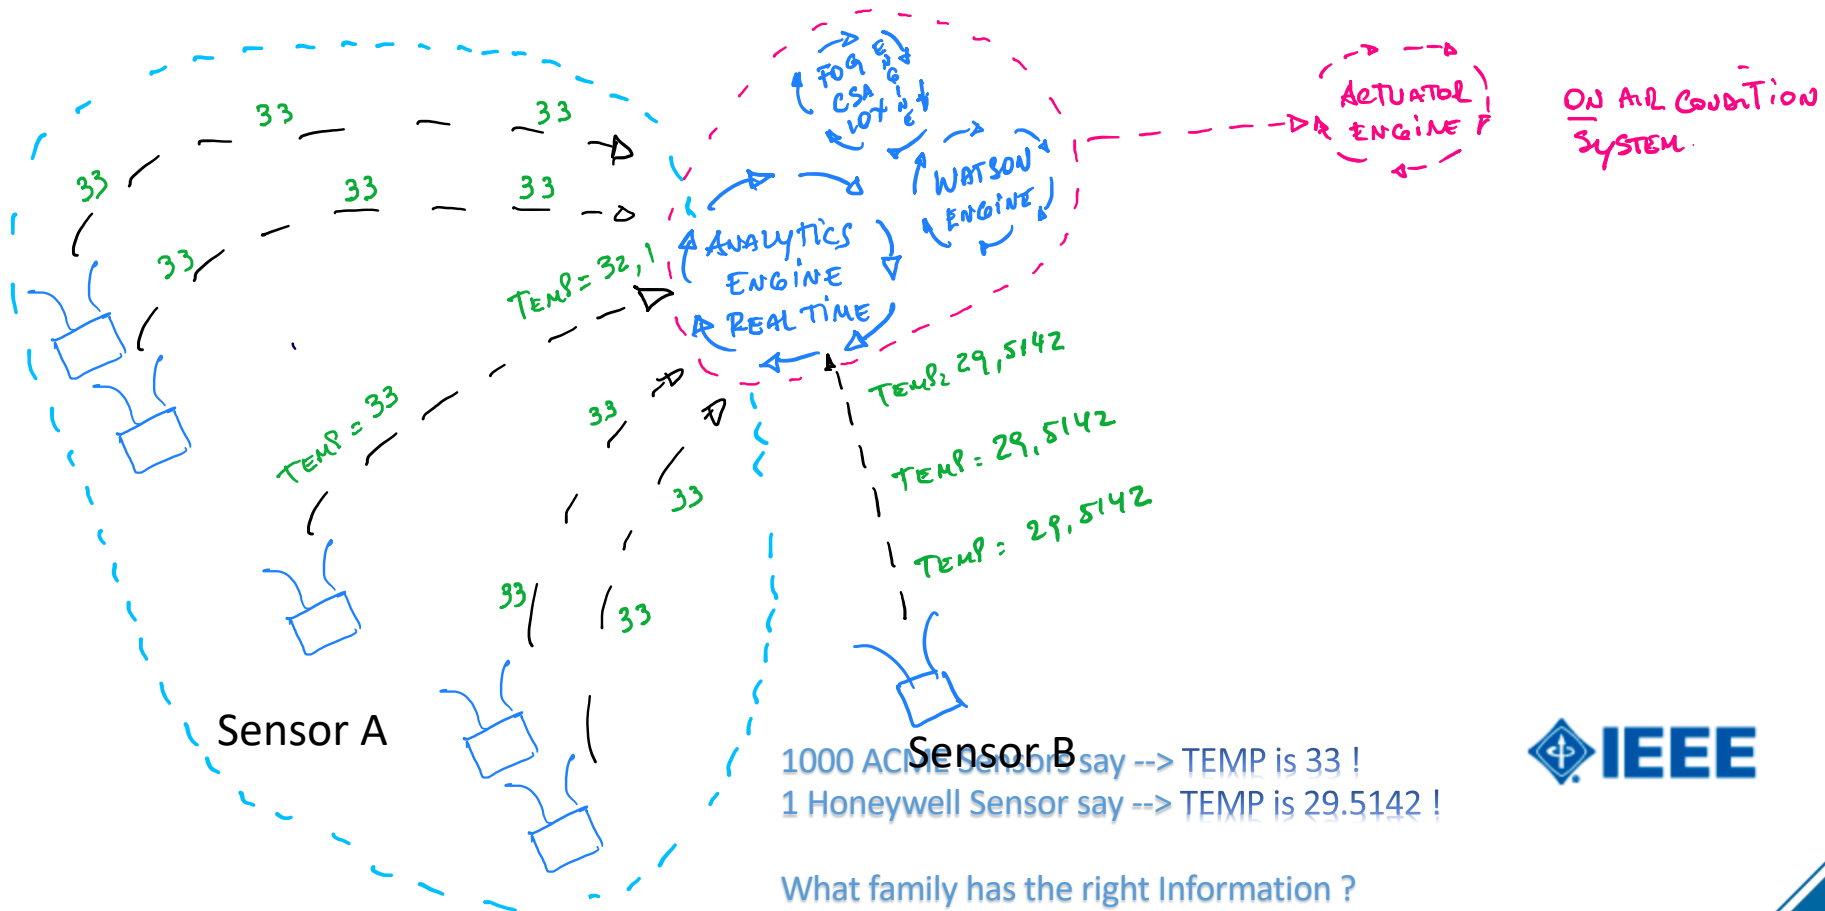 33
33
33
33
33
33
TEMP = 32,1
TEMP = 33
33
33
33
33
FOG
CSA
IOX
ENGINE
WATSON
ENGINE
ANALYTICS
ENGINE
REAL TIME
ACTUATOR
ENGINE
ON AIR CONDITION
SYSTEM
TEMP= 29,5142
TEMP = 29,5142
TEMP = 29,5142
Sensor A
Sensor B
1000 ACME Sensors say --> TEMP is 33 !
1 Honeywell Sensor say --> TEMP is 29.5142 !
What family has the right Information ?
IEEE